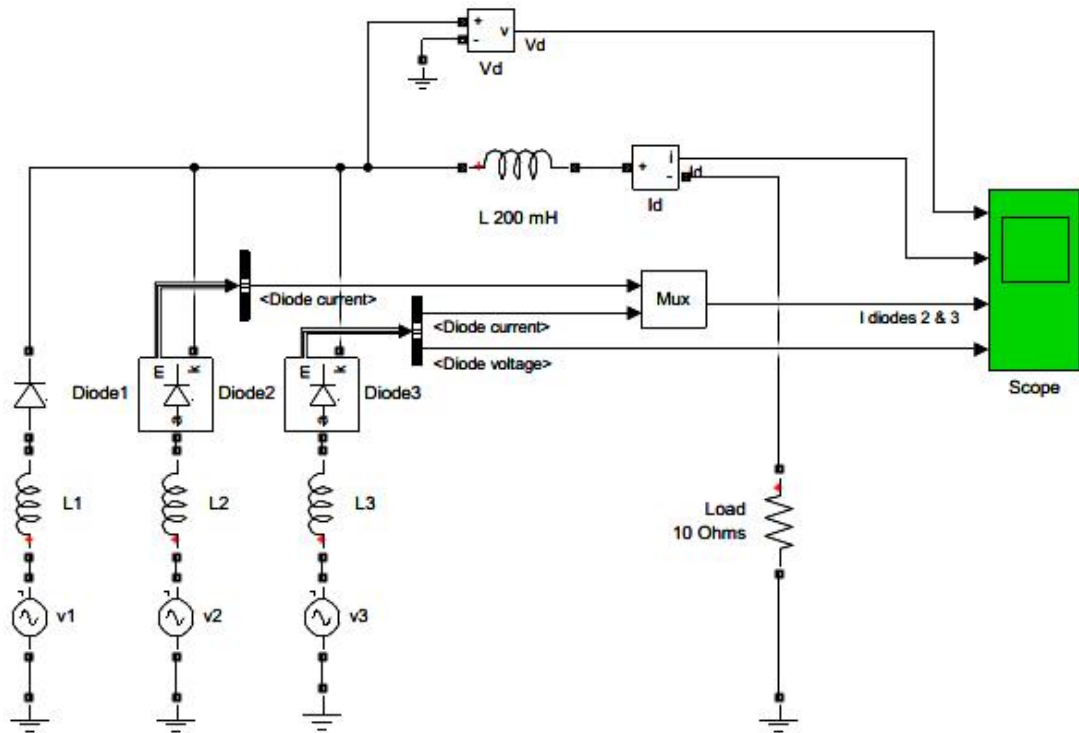 +
-
v
Vd
Vd
+
i
-
Id
Id
L 200 mH
<Diode current>
Mux
<Diode current>
I diodes 2 & 3
<Diode voltage>
Scope
m
k
m
k
Diode1
Diode2
Diode3
a
a
L1
L2
L3
Load
10 Ohms
v1
v2
v3